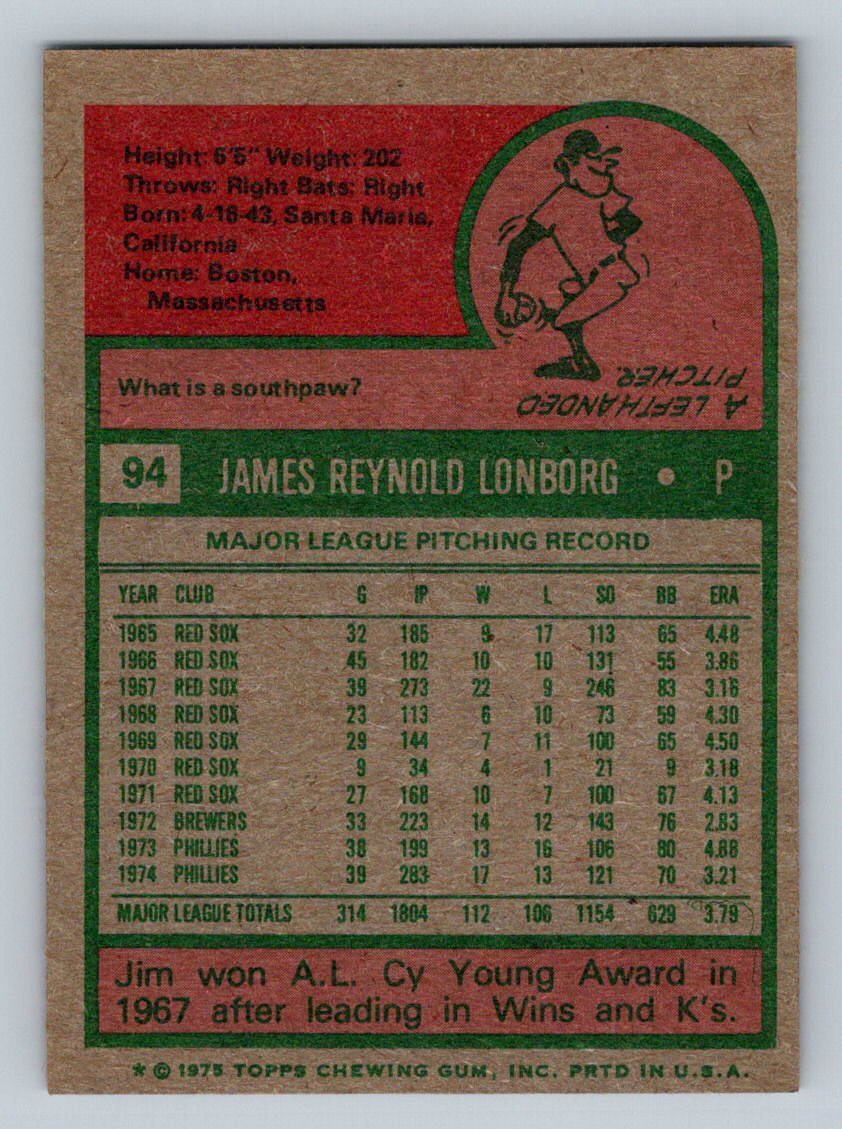 Height: 6'5" Weight: 202
Throws: Right Bats: Right
Born: 4-16-43, Santa Maria,
California
Home: Boston,
Massachusetts
What is a southpaw?
A LEFTHANDED
PITCHER.
94 JAMES REYNOLD LONBORG • P
MAJOR LEAGUE PITCHING RECORD
YEAR CLUB G IP W L SO BB ERA
1965 RED SOX 32 185 9 17 113 65 4.48
1966 RED SOX 45 182 10 10 131 55 3.86
1967 RED SOX 39 273 22 9 246 83 3.16
1968 RED SOX 23 113 6 10 73 59 4.30
1969 RED SOX 29 144 7 11 100 65 4.50
1970 RED SOX 9 34 4 1 21 9 3.18
1971 RED SOX 27 168 10 7 100 67 4.13
1972 BREWERS 33 223 14 12 143 76 2.83
1973 PHILLIES 38 199 13 16 106 80 4.88
1974 PHILLIES 39 283 17 13 121 70 3.21
MAJOR LEAGUE TOTALS 314 1804 112 106 1154 629 3.79
Jim won A.L. Cy Young Award in
1967 after leading in Wins and K's.
* © 1975 TOPPS CHEWING GUM, INC. PRTD IN U.S.A.